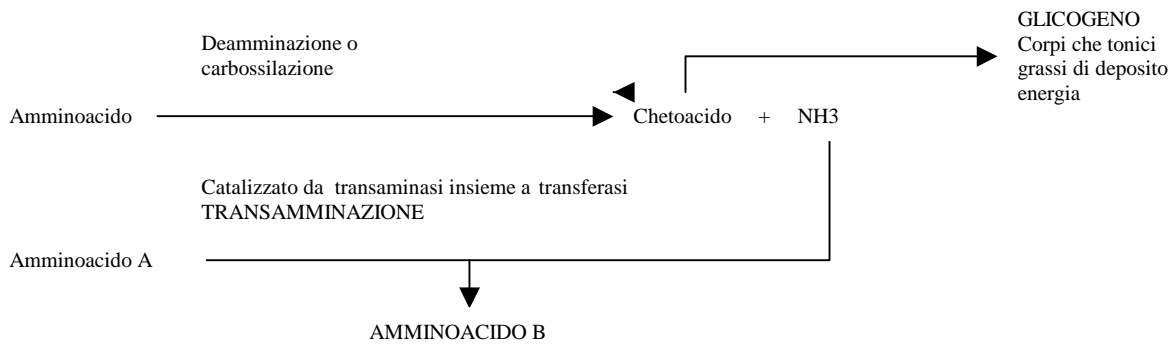 GLICOGENO
Corpi che tonici
grassi di deposito
energia
Deamminazione o
carbossilazione
Amminoacido
Chetoacido + NH3
Catalizzato da transaminasi insieme a transferasi
TRANSAMMINAZIONE
Amminoacido A
AMMINOACIDO B